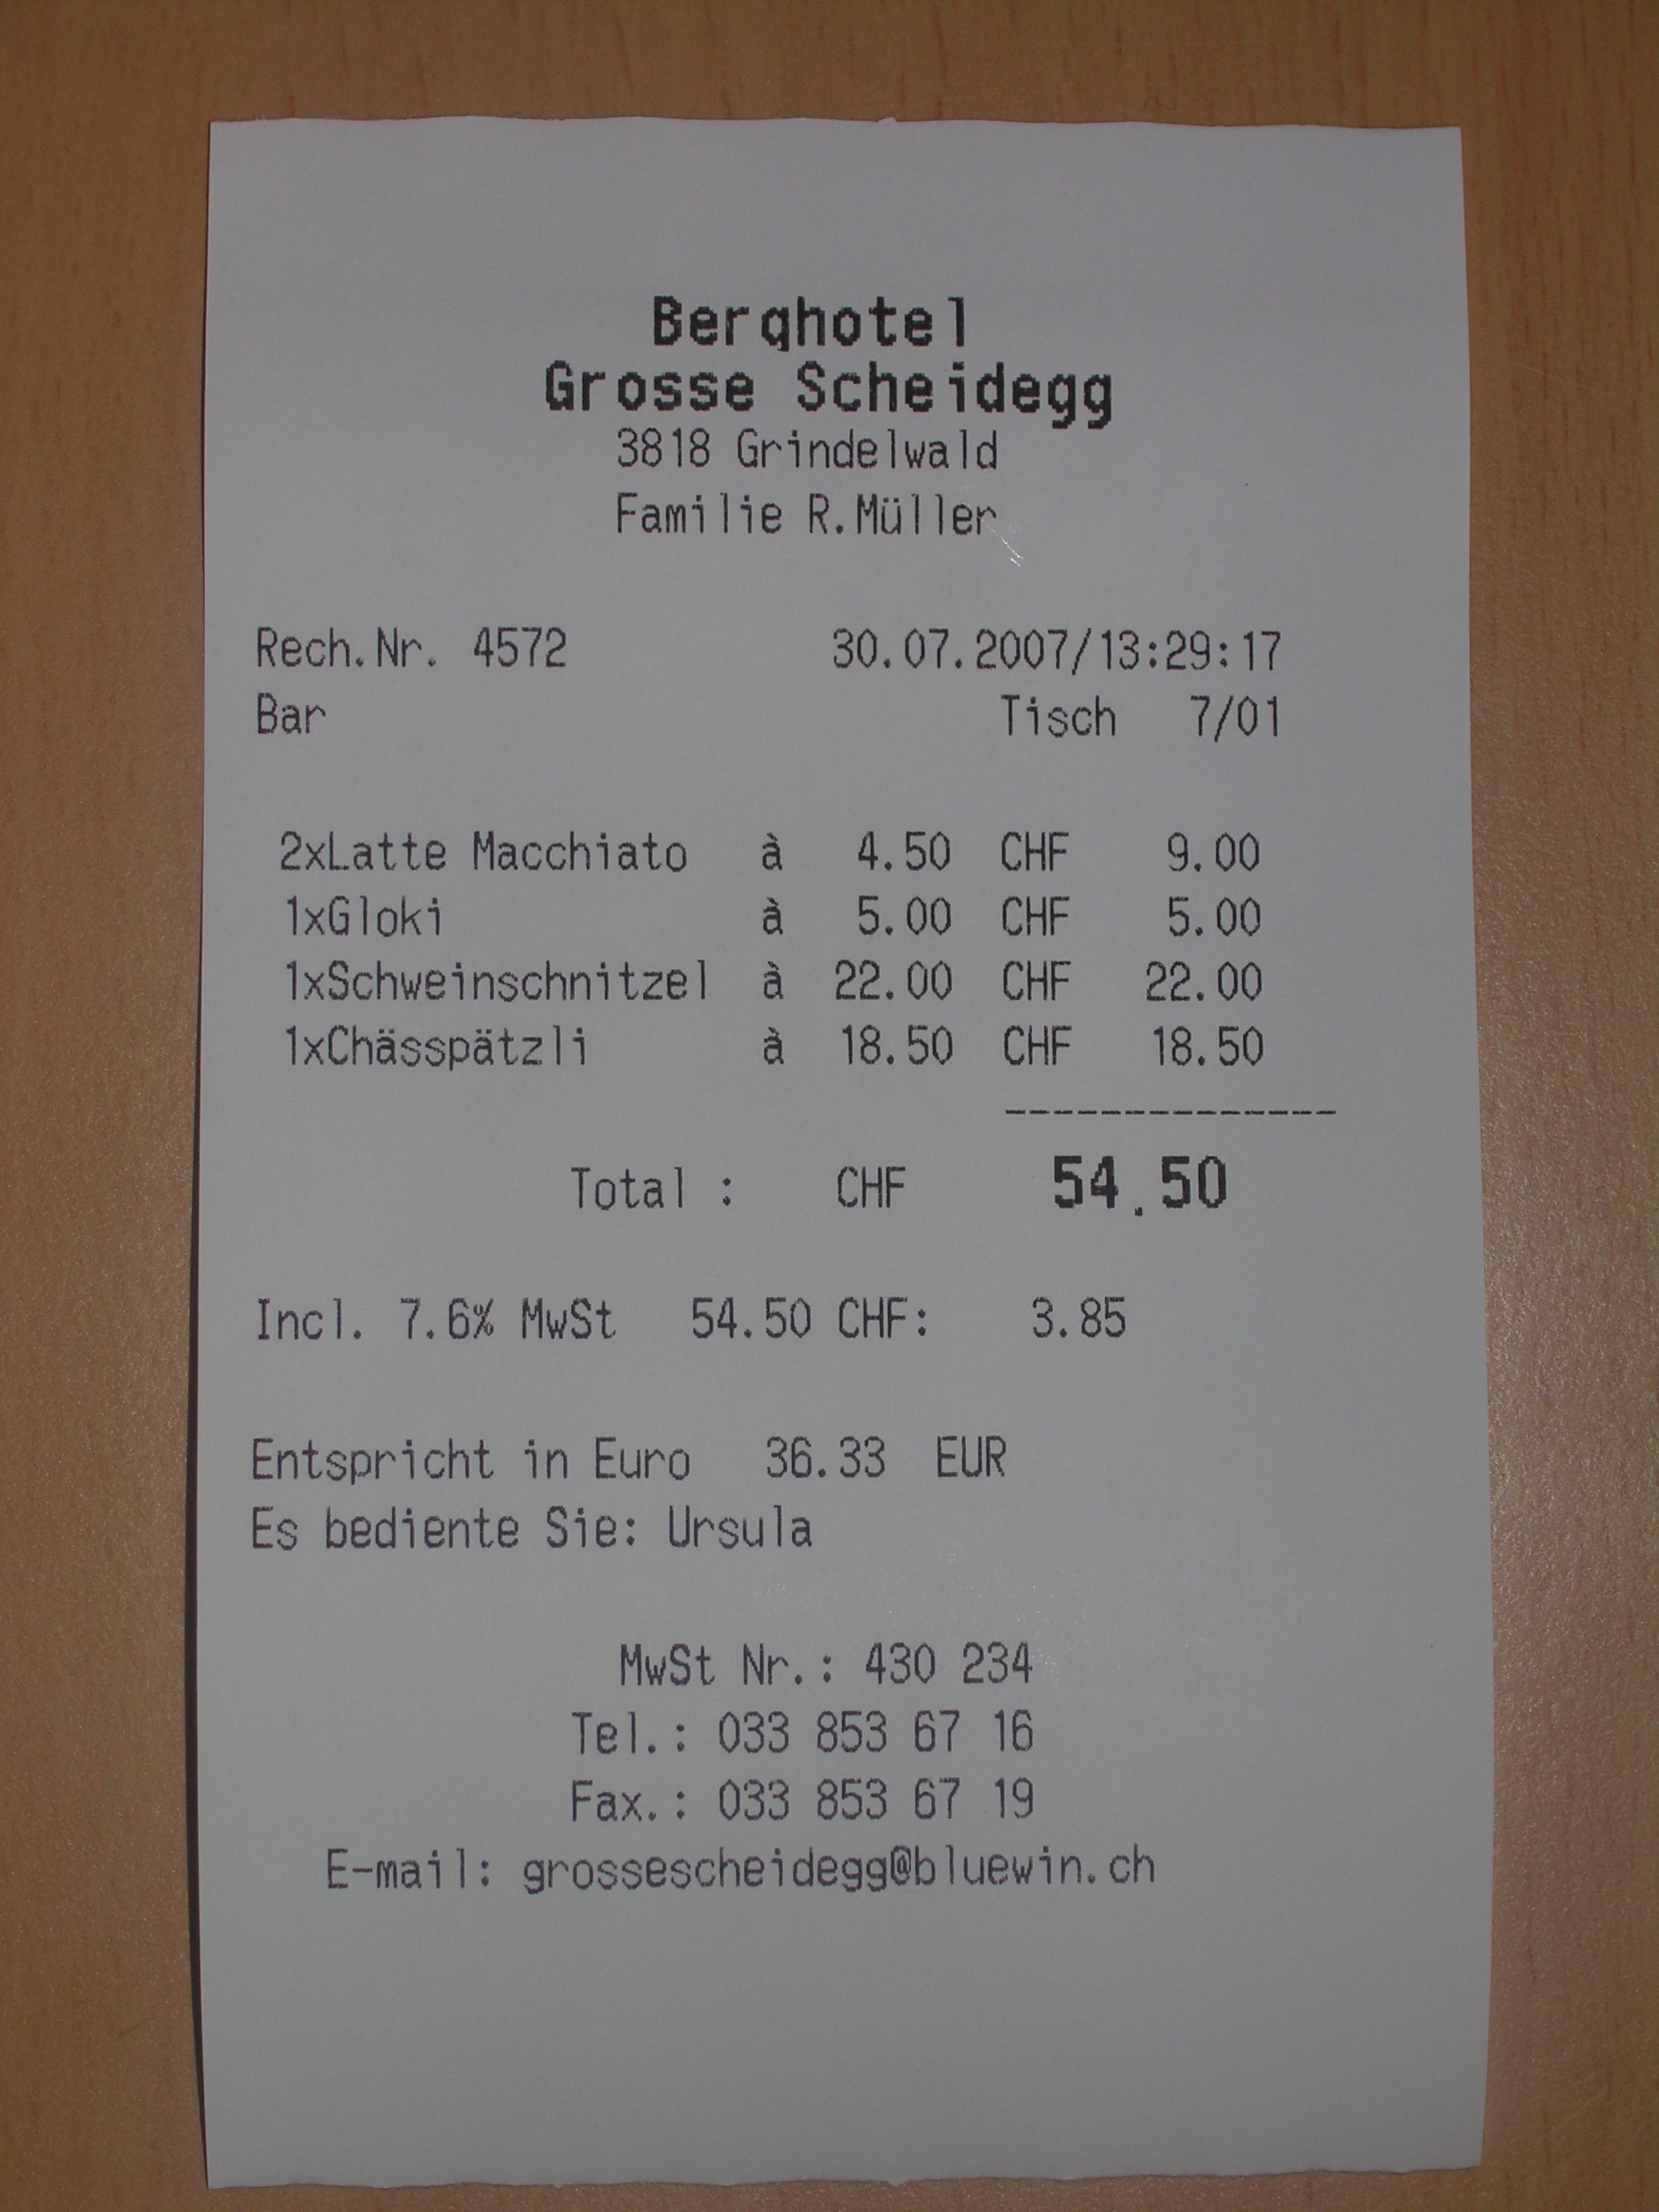 Berghotel
Grosse Scheidegg
3818 Grindelwald
Familie R.Müller
Rech.Nr. 4572 30.07.2007/13:29:17
Bar Tisch 7/01
2xLatte Macchiato à 4.50 CHF 9.00
1xGloki à 5.00 CHF 5.00
1xSchweinschnitzel à 22.00 CHF 22.00
1xChässpätzli à 18.50 CHF 18.50
--------------
Total : CHF 54.50
Incl. 7.6% MwSt 54.50 CHF: 3.85
Entspricht in Euro 36.33 EUR
Es bediente Sie: Ursula
MwSt Nr.: 430 234
Tel.: 033 853 67 16
Fax.: 033 853 67 19
E-mail: grossescheidegg@bluewin.ch